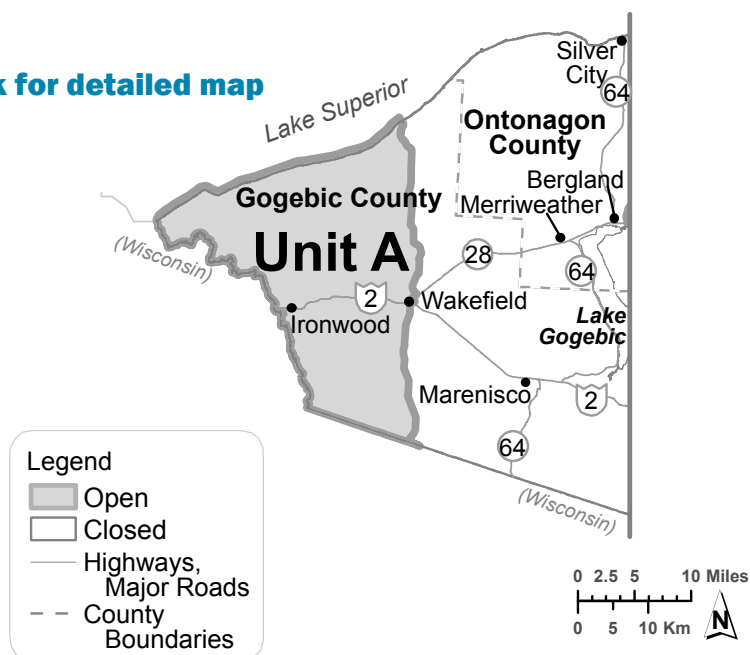 Silver
City
k for detailed map
64
Lake Superior
Ontonagon
County
Bergland
Gogebic County
Merriweather
(Wisconsin)
Unit A
28
64
2
Wakefield
Ironwood
Lake
Gogebic
Marenisco
2
64
(Wisconsin)
Legend
Open
Closed
Highways,
Major Roads
County
Boundaries
0 2.5 5 10 Miles
0 5 10 Km
N